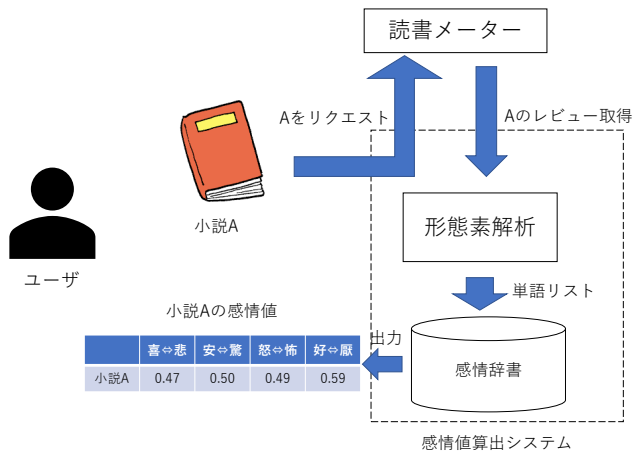 読書メーター
Aをリクエスト
Aのレビュー取得
小説A
形態素解析
ユーザ
単語リスト
小説Aの感情値
出力
喜⇔悲 安⇔驚 怒⇔怖 好⇔厭
小説A 0.47 0.50 0.49 0.59
感情辞書
感情値算出システム